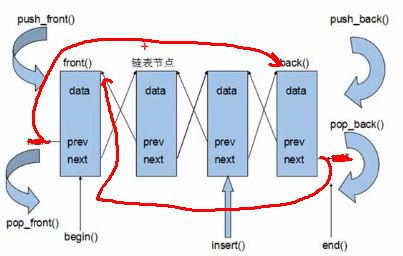 push_front()
push_back()
front()
链表节点
back()
data
data
data
data
prev
prev
prev
prev
next
next
next
next
pop_back()
pop_front()
begin()
insert()
end()